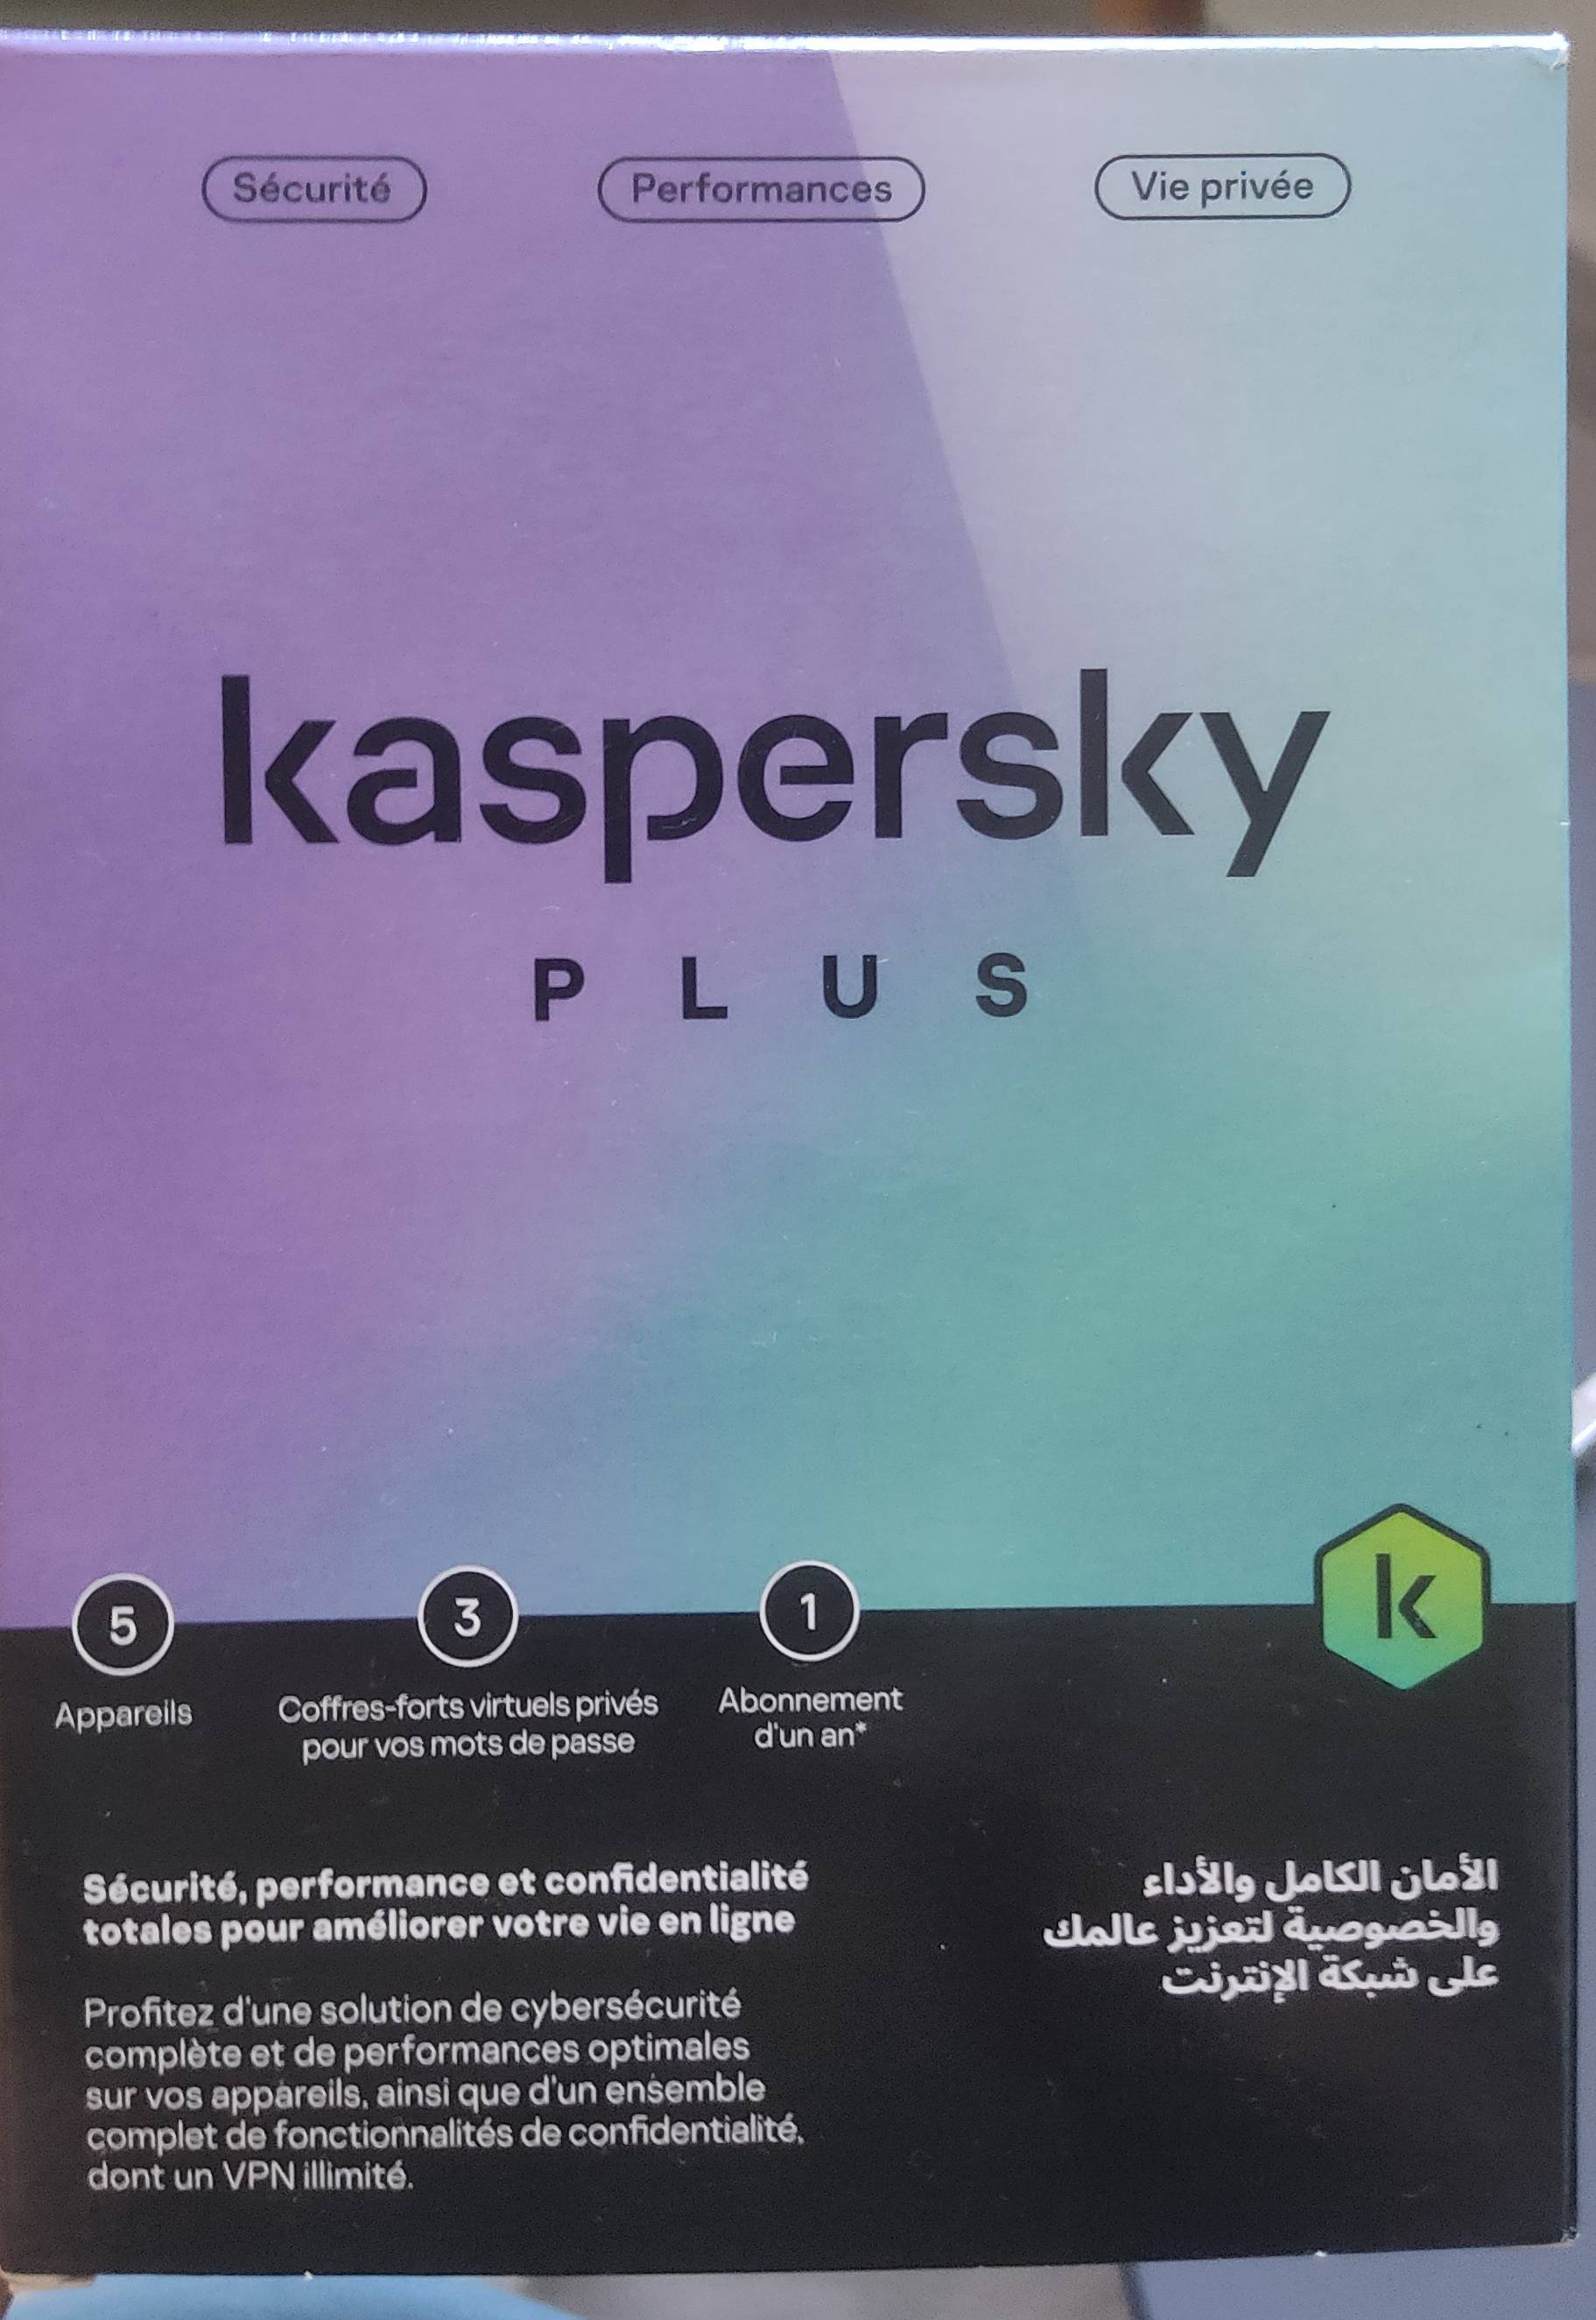 Sécurité
Performances
Vie privée
kaspersky
PLUS
5
Appareils
3
Coffres-forts virtuels privés
pour vos mots de passe
1
Abonnement
d'un an*
k
Sécurité, performance et confidentialité
totales pour améliorer votre vie en ligne
Profitez d'une solution de cybersécurité
complète et de performances optimales
sur vos appareils, ainsi que d'un ensemble
complet de fonctionnalités de confidentialité,
dont un VPN illimité.
الأمان الكامل والأداء
والخصوصية لتعزيز عالمك
على شبكة الإنترنت